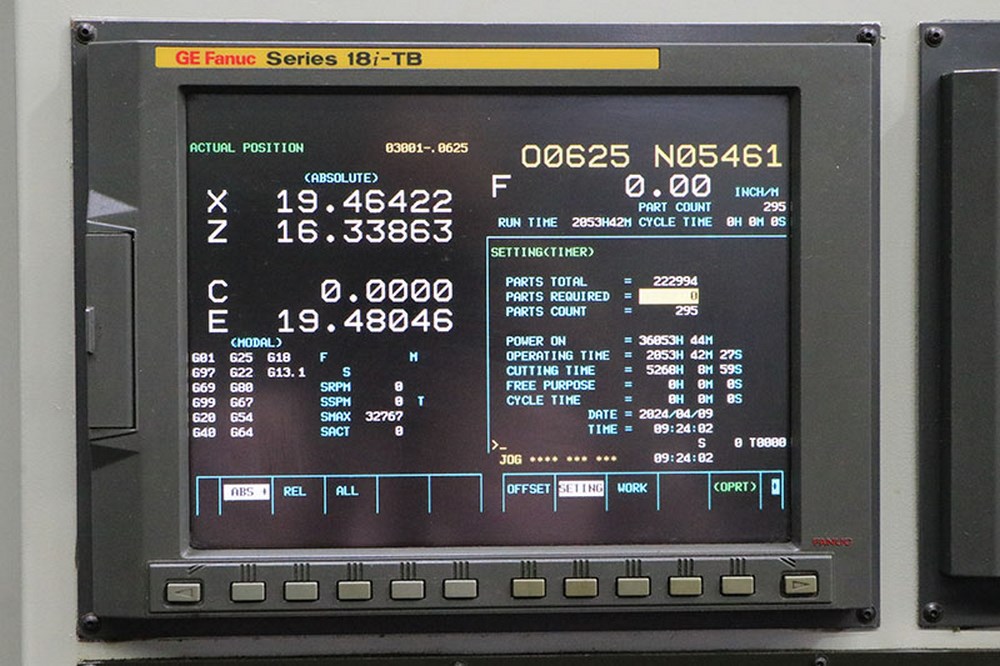 GE Fanuc Series 18i-TB
ACTUAL POSITION O3001-.0625
O0625 N05461
(ABSOLUTE)
F 0.00 INCH/M
X 19.46422
PART COUNT 295
RUN TIME 2053H42M CYCLE TIME 0H 0M 0S
Z 16.33863
C 0.0000
E 19.48046
(MODAL)
G01 G25 G18 F M
G97 G22 G13.1 S
G69 G80 SRPM 0
G99 G67 SSPM 0 T
G20 G54 SMAX 32767
G40 G64 SACT 0
SETTING(TIMER)
PARTS TOTAL = 222994
PARTS REQUIRED = 0
PARTS COUNT = 295
POWER ON = 36053H 44M
OPERATING TIME = 2053H 42M 27S
CUTTING TIME = 5260H 0M 59S
FREE PURPOSE = 0H 0M 0S
CYCLE TIME = 0H 0M 0S
DATE = 2024/04/09
TIME = 09:24:02
>_ S 0 T0000
JOG **** *** *** 09:24:02
ABS REL ALL
OFFSET SETING WORK (OPRT)
FANUC